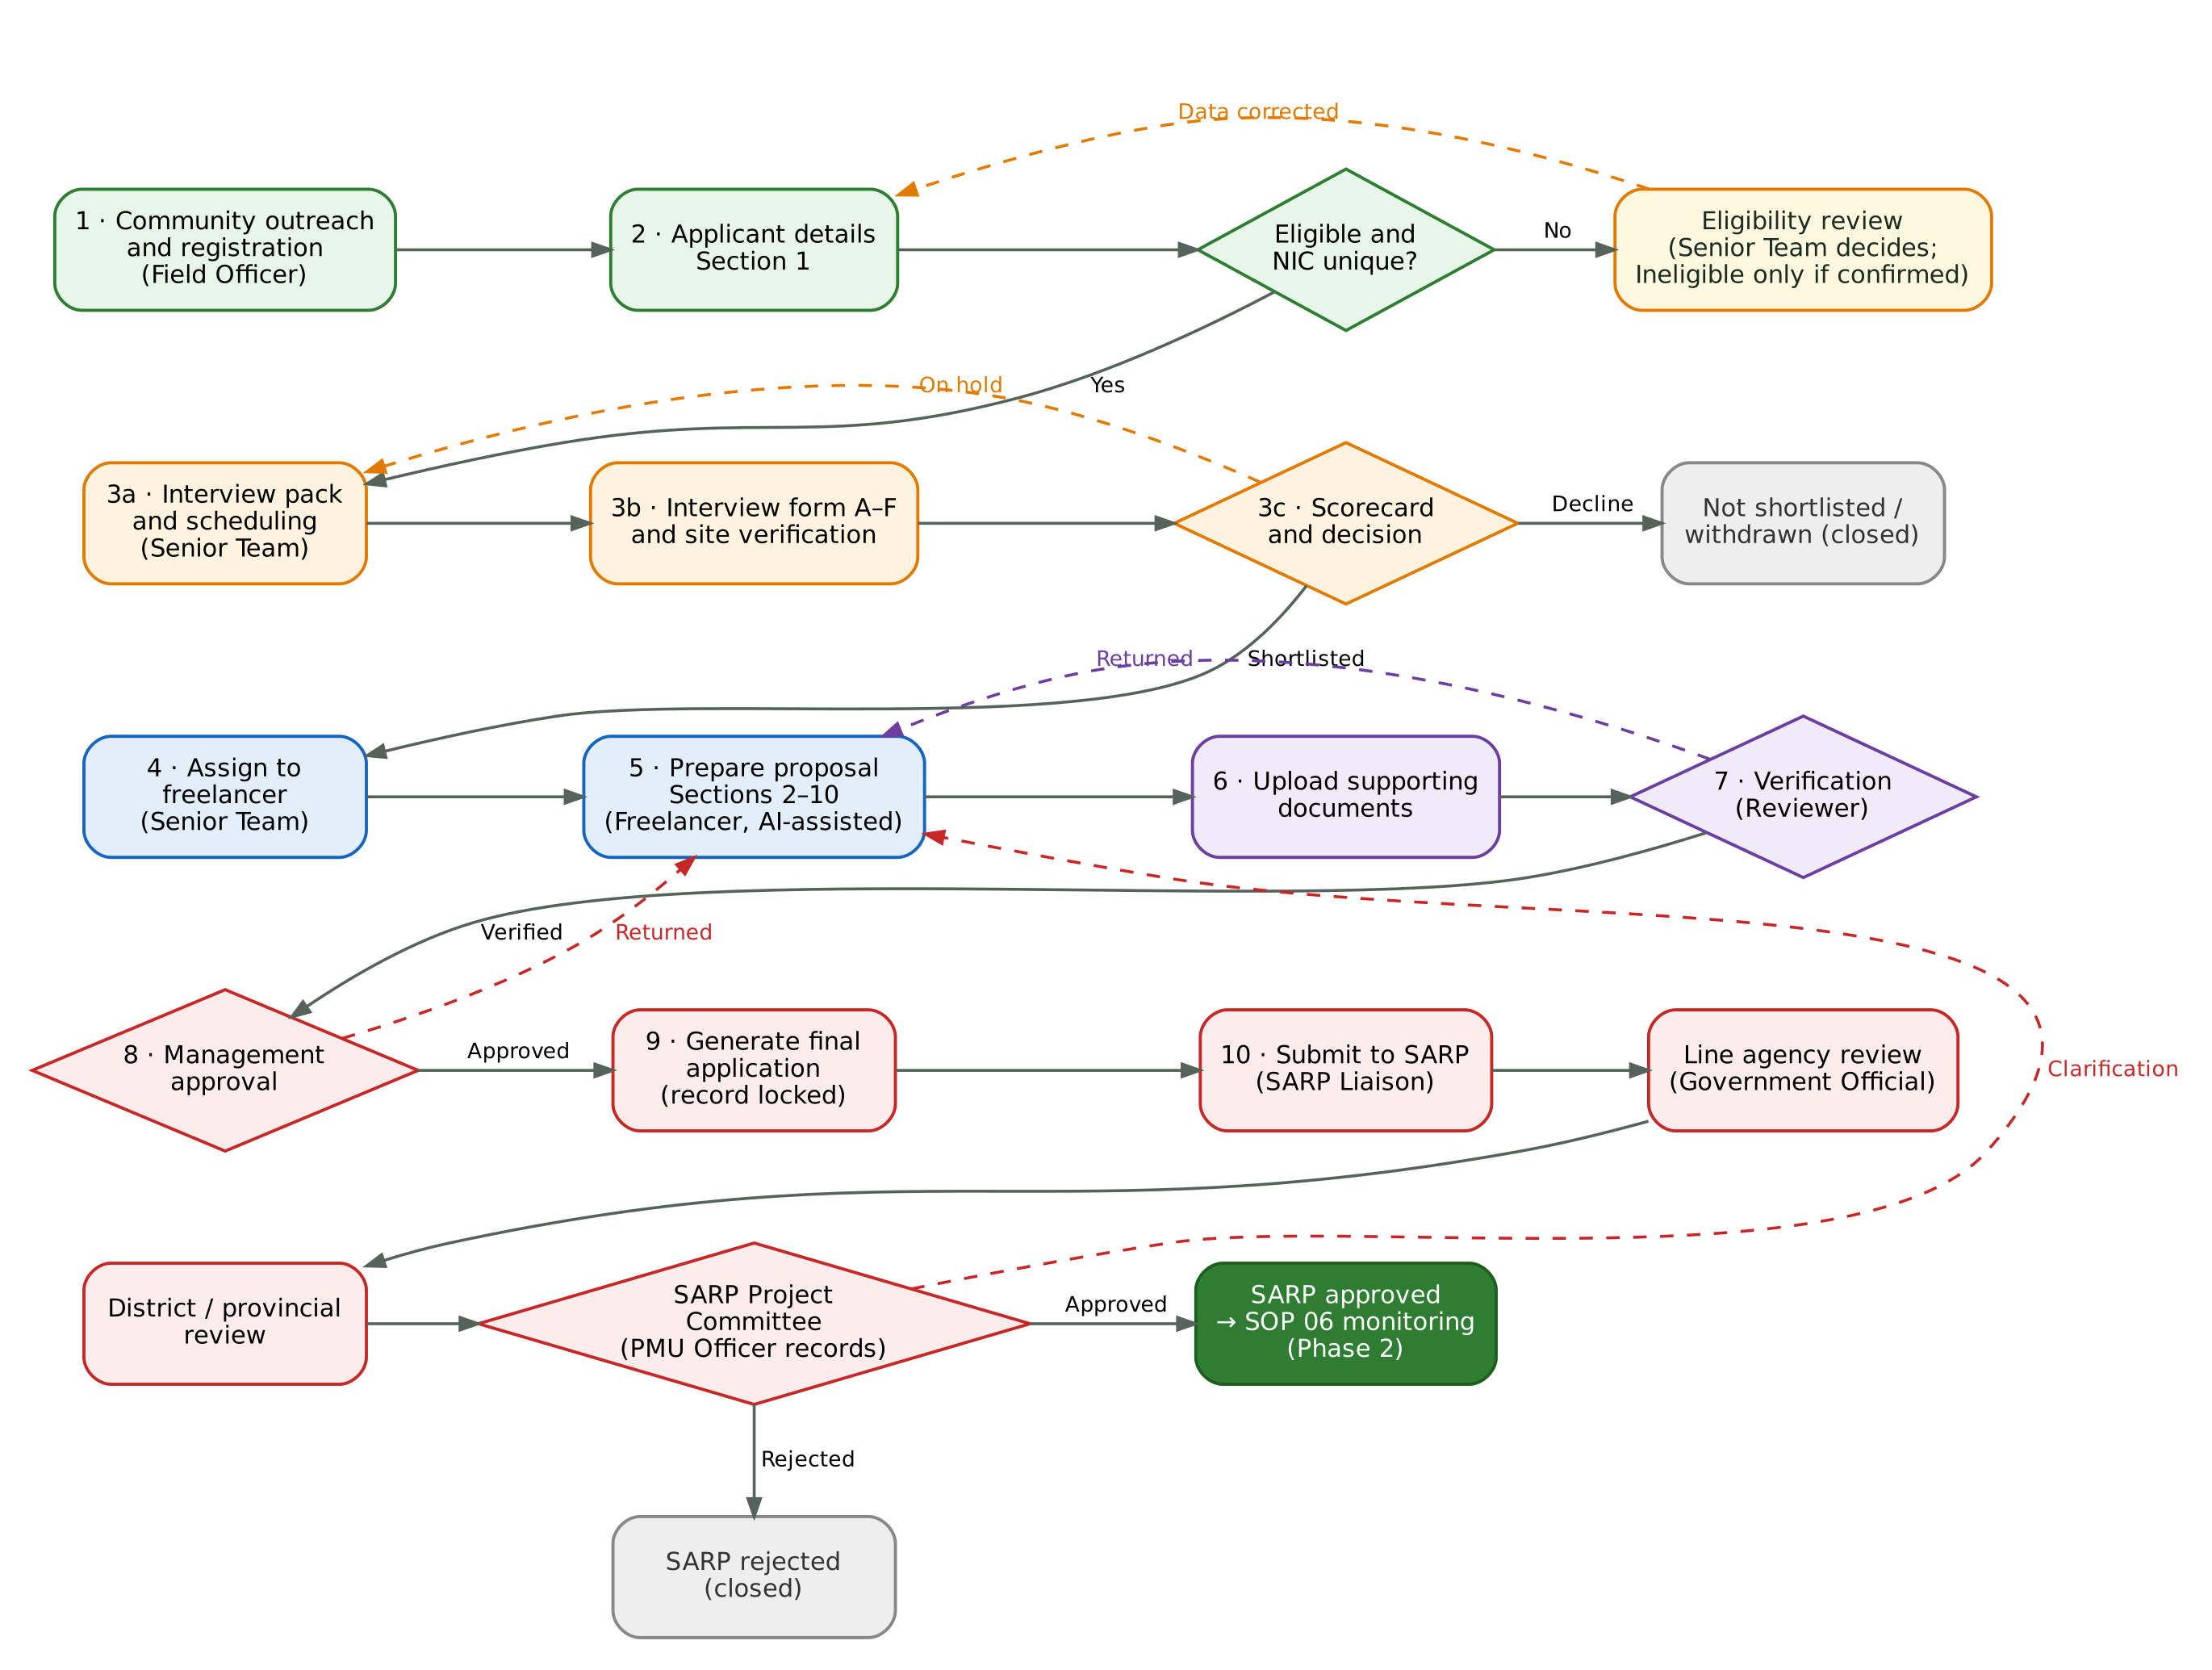 Data corrected
1 · Community outreach
and registration
(Field Officer)
2 · Applicant details
Section 1
Eligible and
NIC unique?
No
Eligibility review
(Senior Team decides;
Ineligible only if confirmed)
On hold
Yes
3a · Interview pack
and scheduling
(Senior Team)
3b · Interview form A–F
and site verification
3c · Scorecard
and decision
Decline
Not shortlisted /
withdrawn (closed)
Returned
Shortlisted
4 · Assign to
freelancer
(Senior Team)
5 · Prepare proposal
Sections 2–10
(Freelancer, AI-assisted)
6 · Upload supporting
documents
7 · Verification
(Reviewer)
Verified
Returned
8 · Management
approval
Approved
9 · Generate final
application
(record locked)
10 · Submit to SARP
(SARP Liaison)
Line agency review
(Government Official)
Clarification
District / provincial
review
SARP Project
Committee
(PMU Officer records)
Approved
SARP approved
→ SOP 06 monitoring
(Phase 2)
Rejected
SARP rejected
(closed)